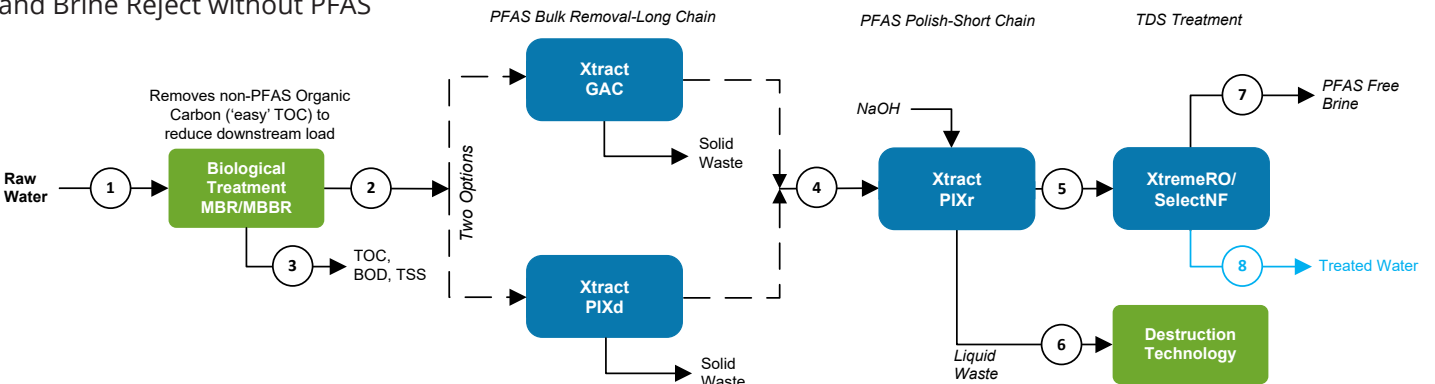 and Brine Reject without PFAS
PFAS Bulk Removal-Long Chain
PFAS Polish-Short Chain
TDS Treatment
Removes non-PFAS Organic
Carbon (‘easy’ TOC) to
reduce downstream load
Raw
Water
1
Biological
Treatment
MBR/MBBR
2
3
TOC,
BOD, TSS
Two Options
Xtract
GAC
Solid
Waste
Xtract
PIXd
Solid
Waste
4
NaOH
Xtract
PIXr
5
Liquid
Waste
6
XtremeRO/
SelectNF
7
PFAS Free
Brine
8
Treated Water
Destruction
Technology